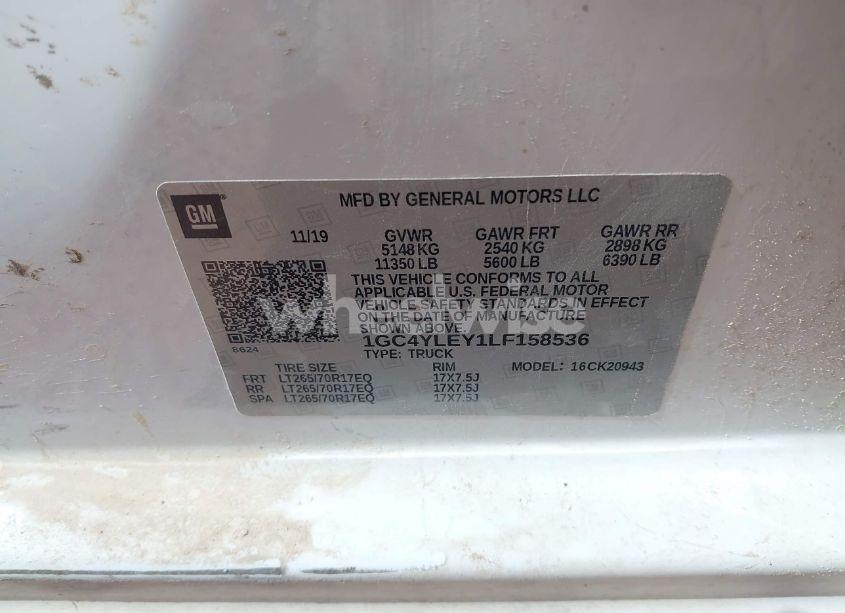 GM
MFD BY GENERAL MOTORS LLC
11/19 GVWR GAWR FRT GAWR RR
5148 KG 2540 KG 2898 KG
11350 LB 5600 LB 6390 LB
THIS VEHICLE CONFORMS TO ALL
APPLICABLE U.S. FEDERAL MOTOR
VEHICLE SAFETY STANDARDS IN EFFECT
ON THE DATE OF MANUFACTURE
SHOWN ABOVE.
1GC4YLEY1LF158536
8624 TYPE: TRUCK
TIRE SIZE RIM MODEL: 16CK20943
FRT LT265/70R17EQ 17X7.5J
RR LT265/70R17EQ 17X7.5J
SPA LT265/70R17EQ 17X7.5J